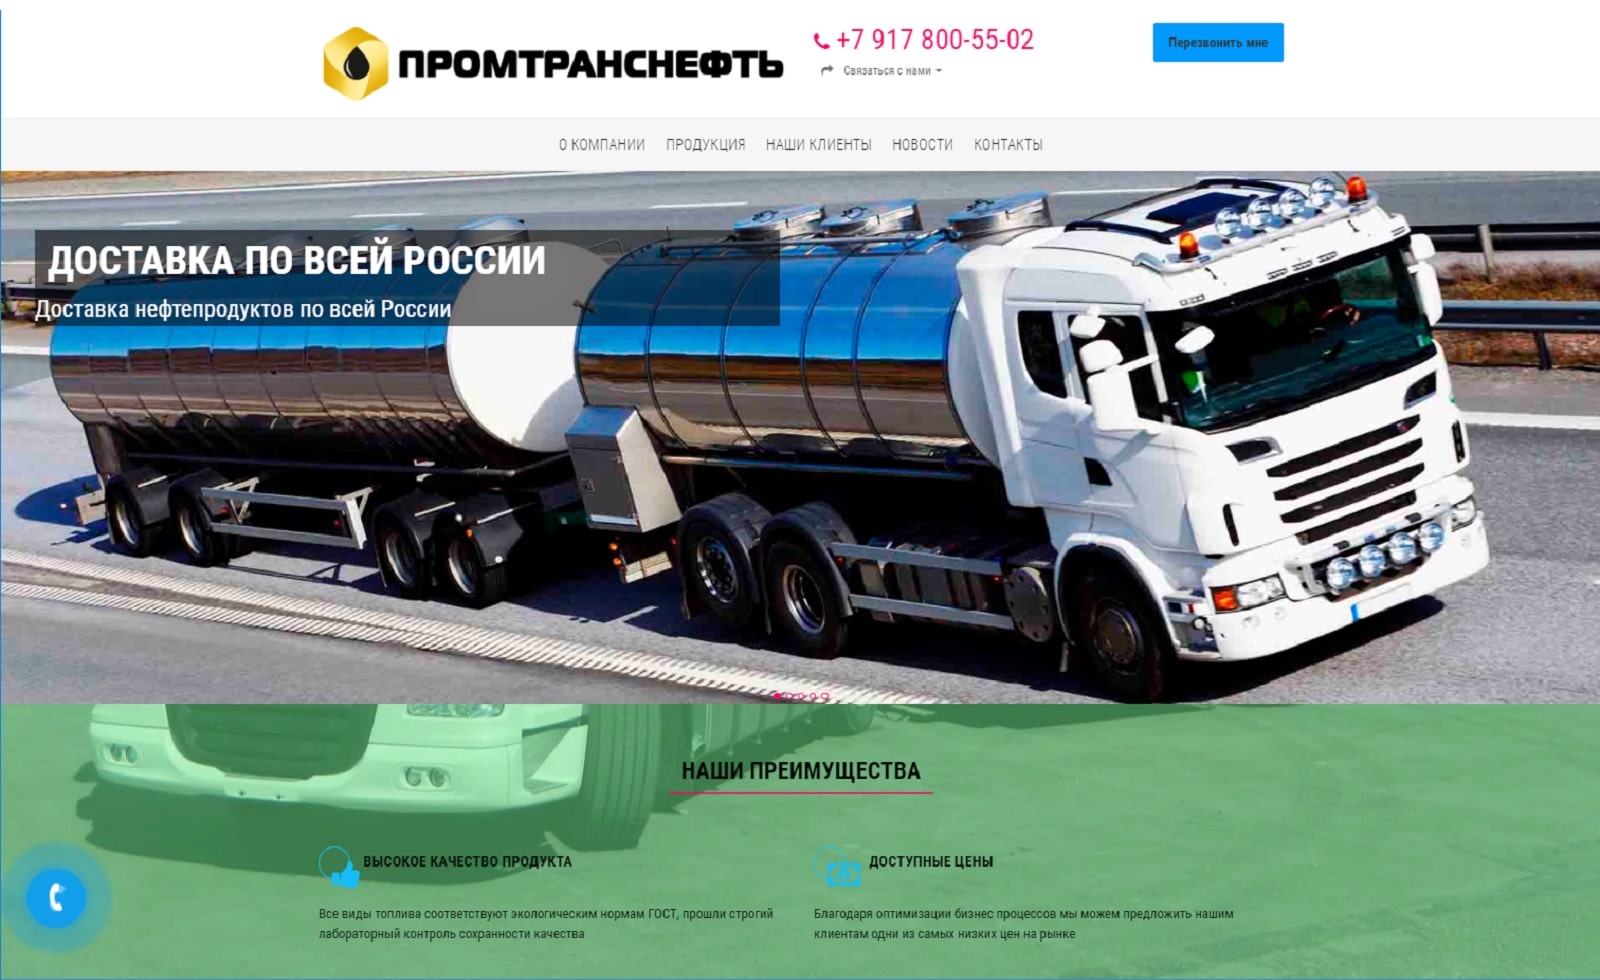 ПРОМТРАНСНЕФТЬ
+7 917 800-55-02
Связаться с нами
Перезвонить мне
О КОМПАНИИ ПРОДУКЦИЯ НАШИ КЛИЕНТЫ НОВОСТИ КОНТАКТЫ
ДОСТАВКА ПО ВСЕЙ РОССИИ
Доставка нефтепродуктов по всей России
НАШИ ПРЕИМУЩЕСТВА
ВЫСОКОЕ КАЧЕСТВО ПРОДУКТА
Все виды топлива соответствуют экологическим нормам ГОСТ, прошли строгий
лабораторный контроль сохранности качества
ДОСТУПНЫЕ ЦЕНЫ
Благодаря оптимизации бизнес процессов мы можем предложить нашим
клиентам одни из самых низких цен на рынке